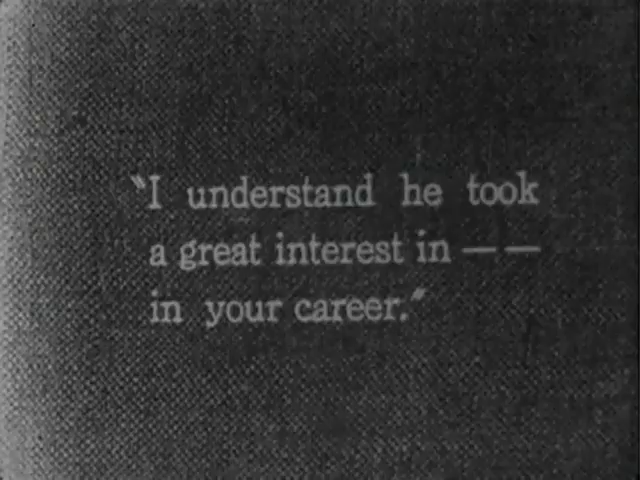 "I understand he took
a great interest in — —
in your career."